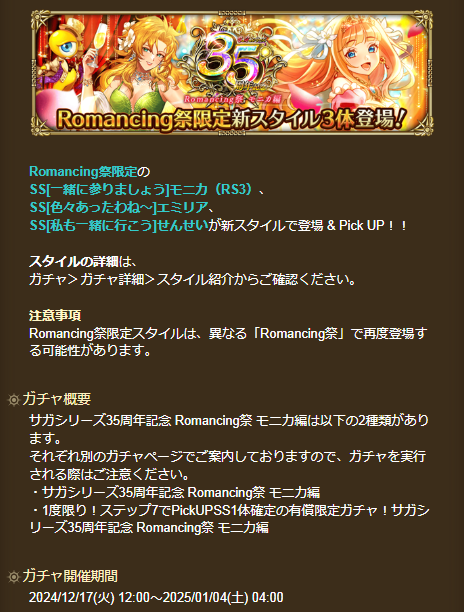 35
Romancing祭 モニカ編
Romancing祭限定新スタイル3体登場!
Romancing祭限定の
SS[一緒に参りましょう]モニカ（RS3）、
SS[色々あったわね～]エミリア、
SS[私も一緒に行こう]せんせいが新スタイルで登場 & Pick UP！！
スタイルの詳細は、
ガチャ＞ガチャ詳細＞スタイル紹介からご確認ください。
注意事項
Romancing祭限定スタイルは、異なる「Romancing祭」で再度登場す
る可能性があります。
ガチャ概要
サガシリーズ35周年記念 Romancing祭 モニカ編は以下の2種類があり
ます。
それぞれ別のガチャページでご案内しておりますので、ガチャを実行
される際はご注意ください。
・サガシリーズ35周年記念 Romancing祭 モニカ編
・1度限り！ステップ7でPickUPSS1体確定の有償限定ガチャ！サガシ
リーズ35周年記念 Romancing祭 モニカ編
ガチャ開催期間
2024/12/17(火) 12:00～2025/01/04(土) 04:00